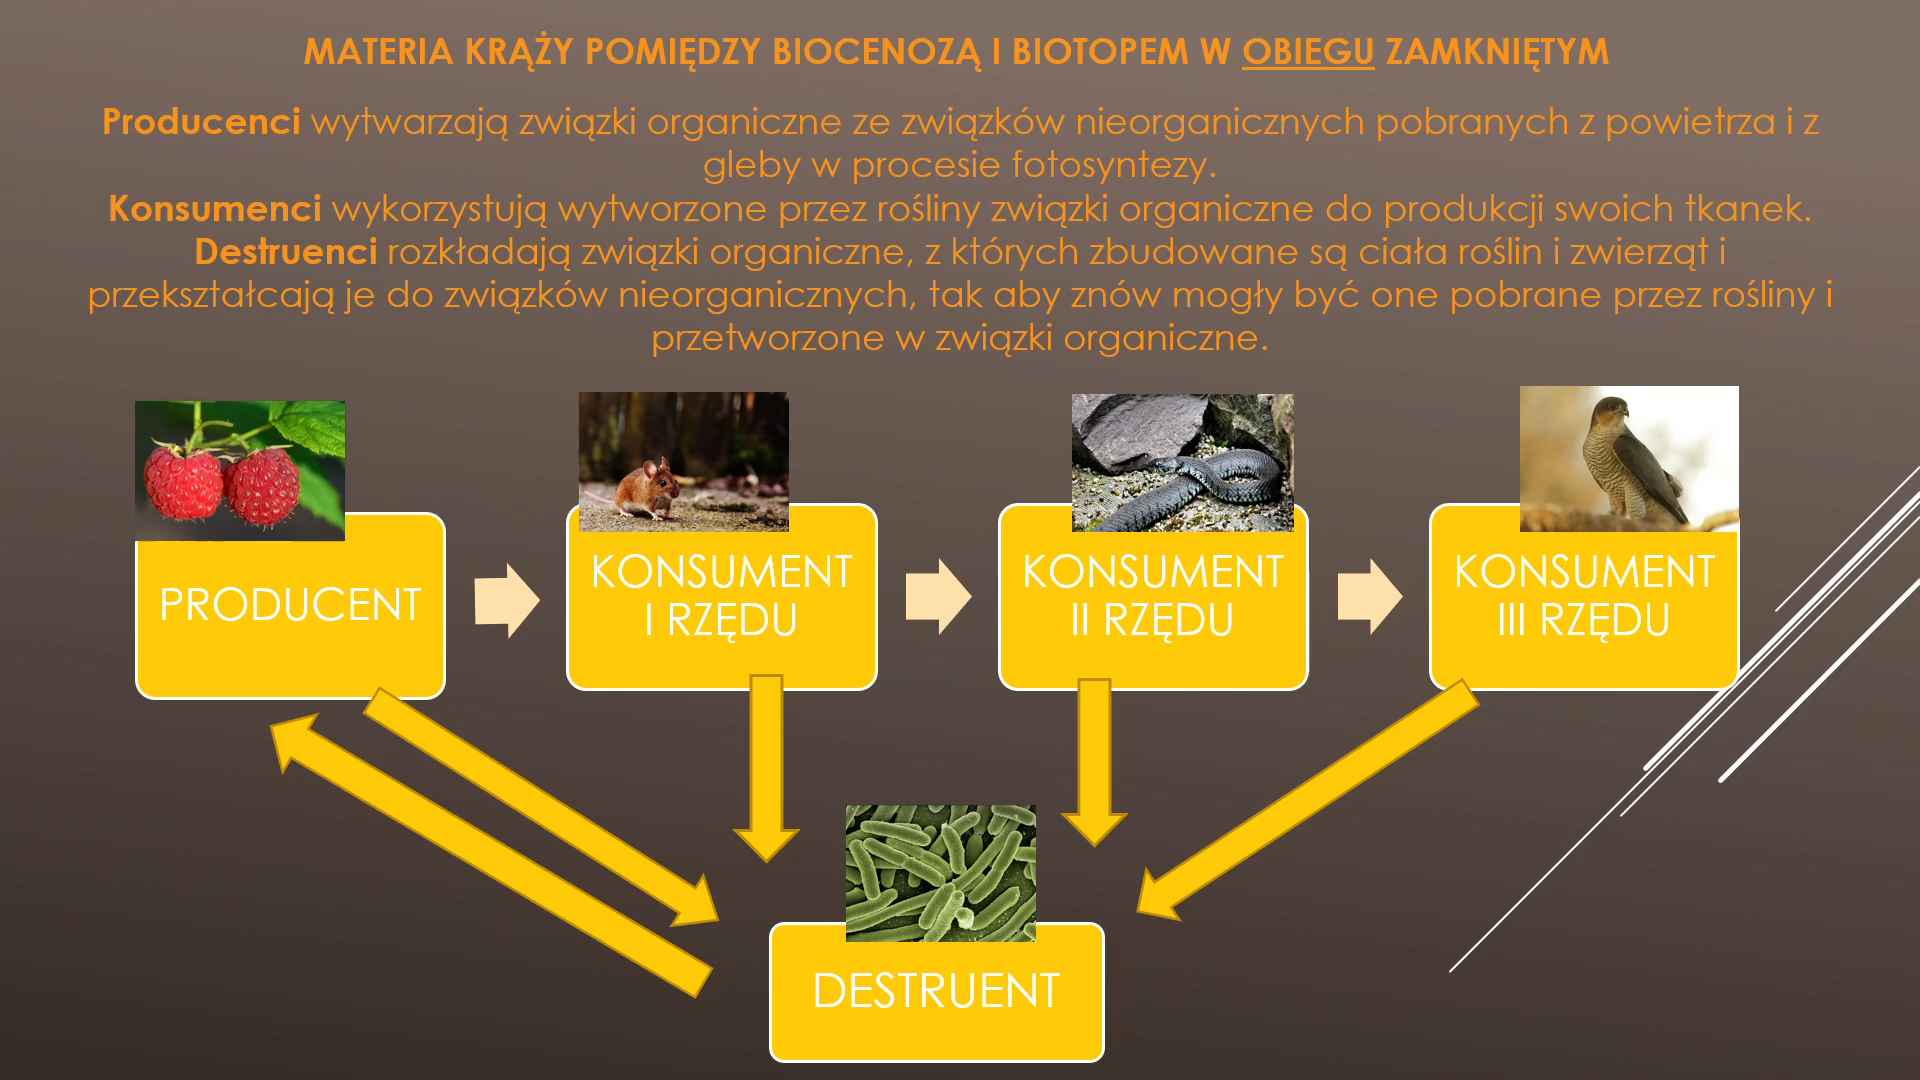 MATERIA KRĄŻY POMIĘDZY BIOCENOZĄ I BIOTOPEM W OBIEGU ZAMKNIĘTYM
Producenci wytwarzają związki organiczne ze związków nieorganicznych pobranych z powietrza i z
gleby w procesie fotosyntezy.
Konsumenci wykorzystują wytworzone przez rośliny związki organiczne do produkcji swoich tkanek.
Destruenci rozkładają związki organiczne, z których zbudowane są ciała roślin i zwierząt i
przekształcają je do związków nieorganicznych, tak aby znów mogły być one pobrane przez rośliny i
przetworzone w związki organiczne.
PRODUCENT
KONSUMENT
I RZĘDU
KONSUMENT
II RZĘDU
KONSUMENT
III RZĘDU
DESTRUENT